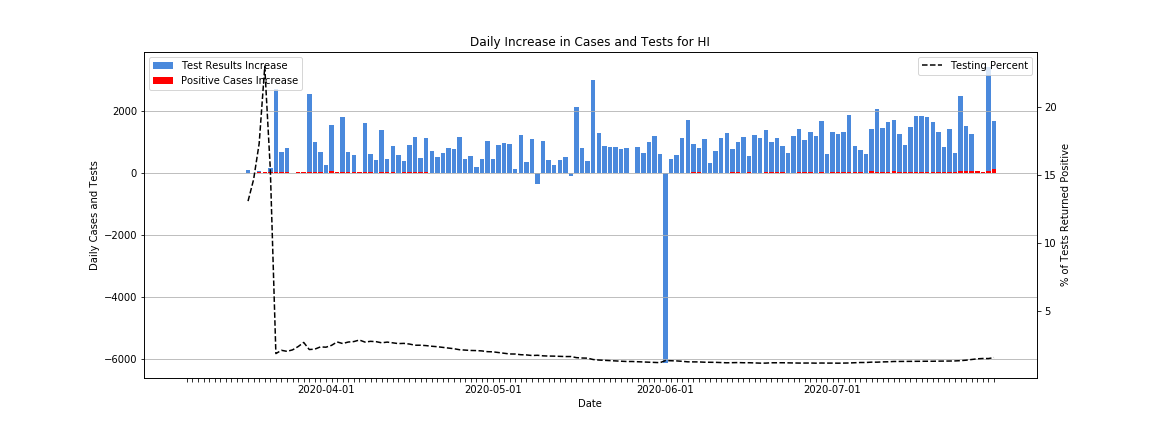 Daily Increase in Cases and Tests for HI
Test Results Increase
Positive Cases Increase
Testing Percent
2000
0
−2000
−4000
−6000
Daily Cases and Tests
20
15
10
5
% of Tests Returned Positive
2020-04-01
2020-05-01
2020-06-01
2020-07-01
Date